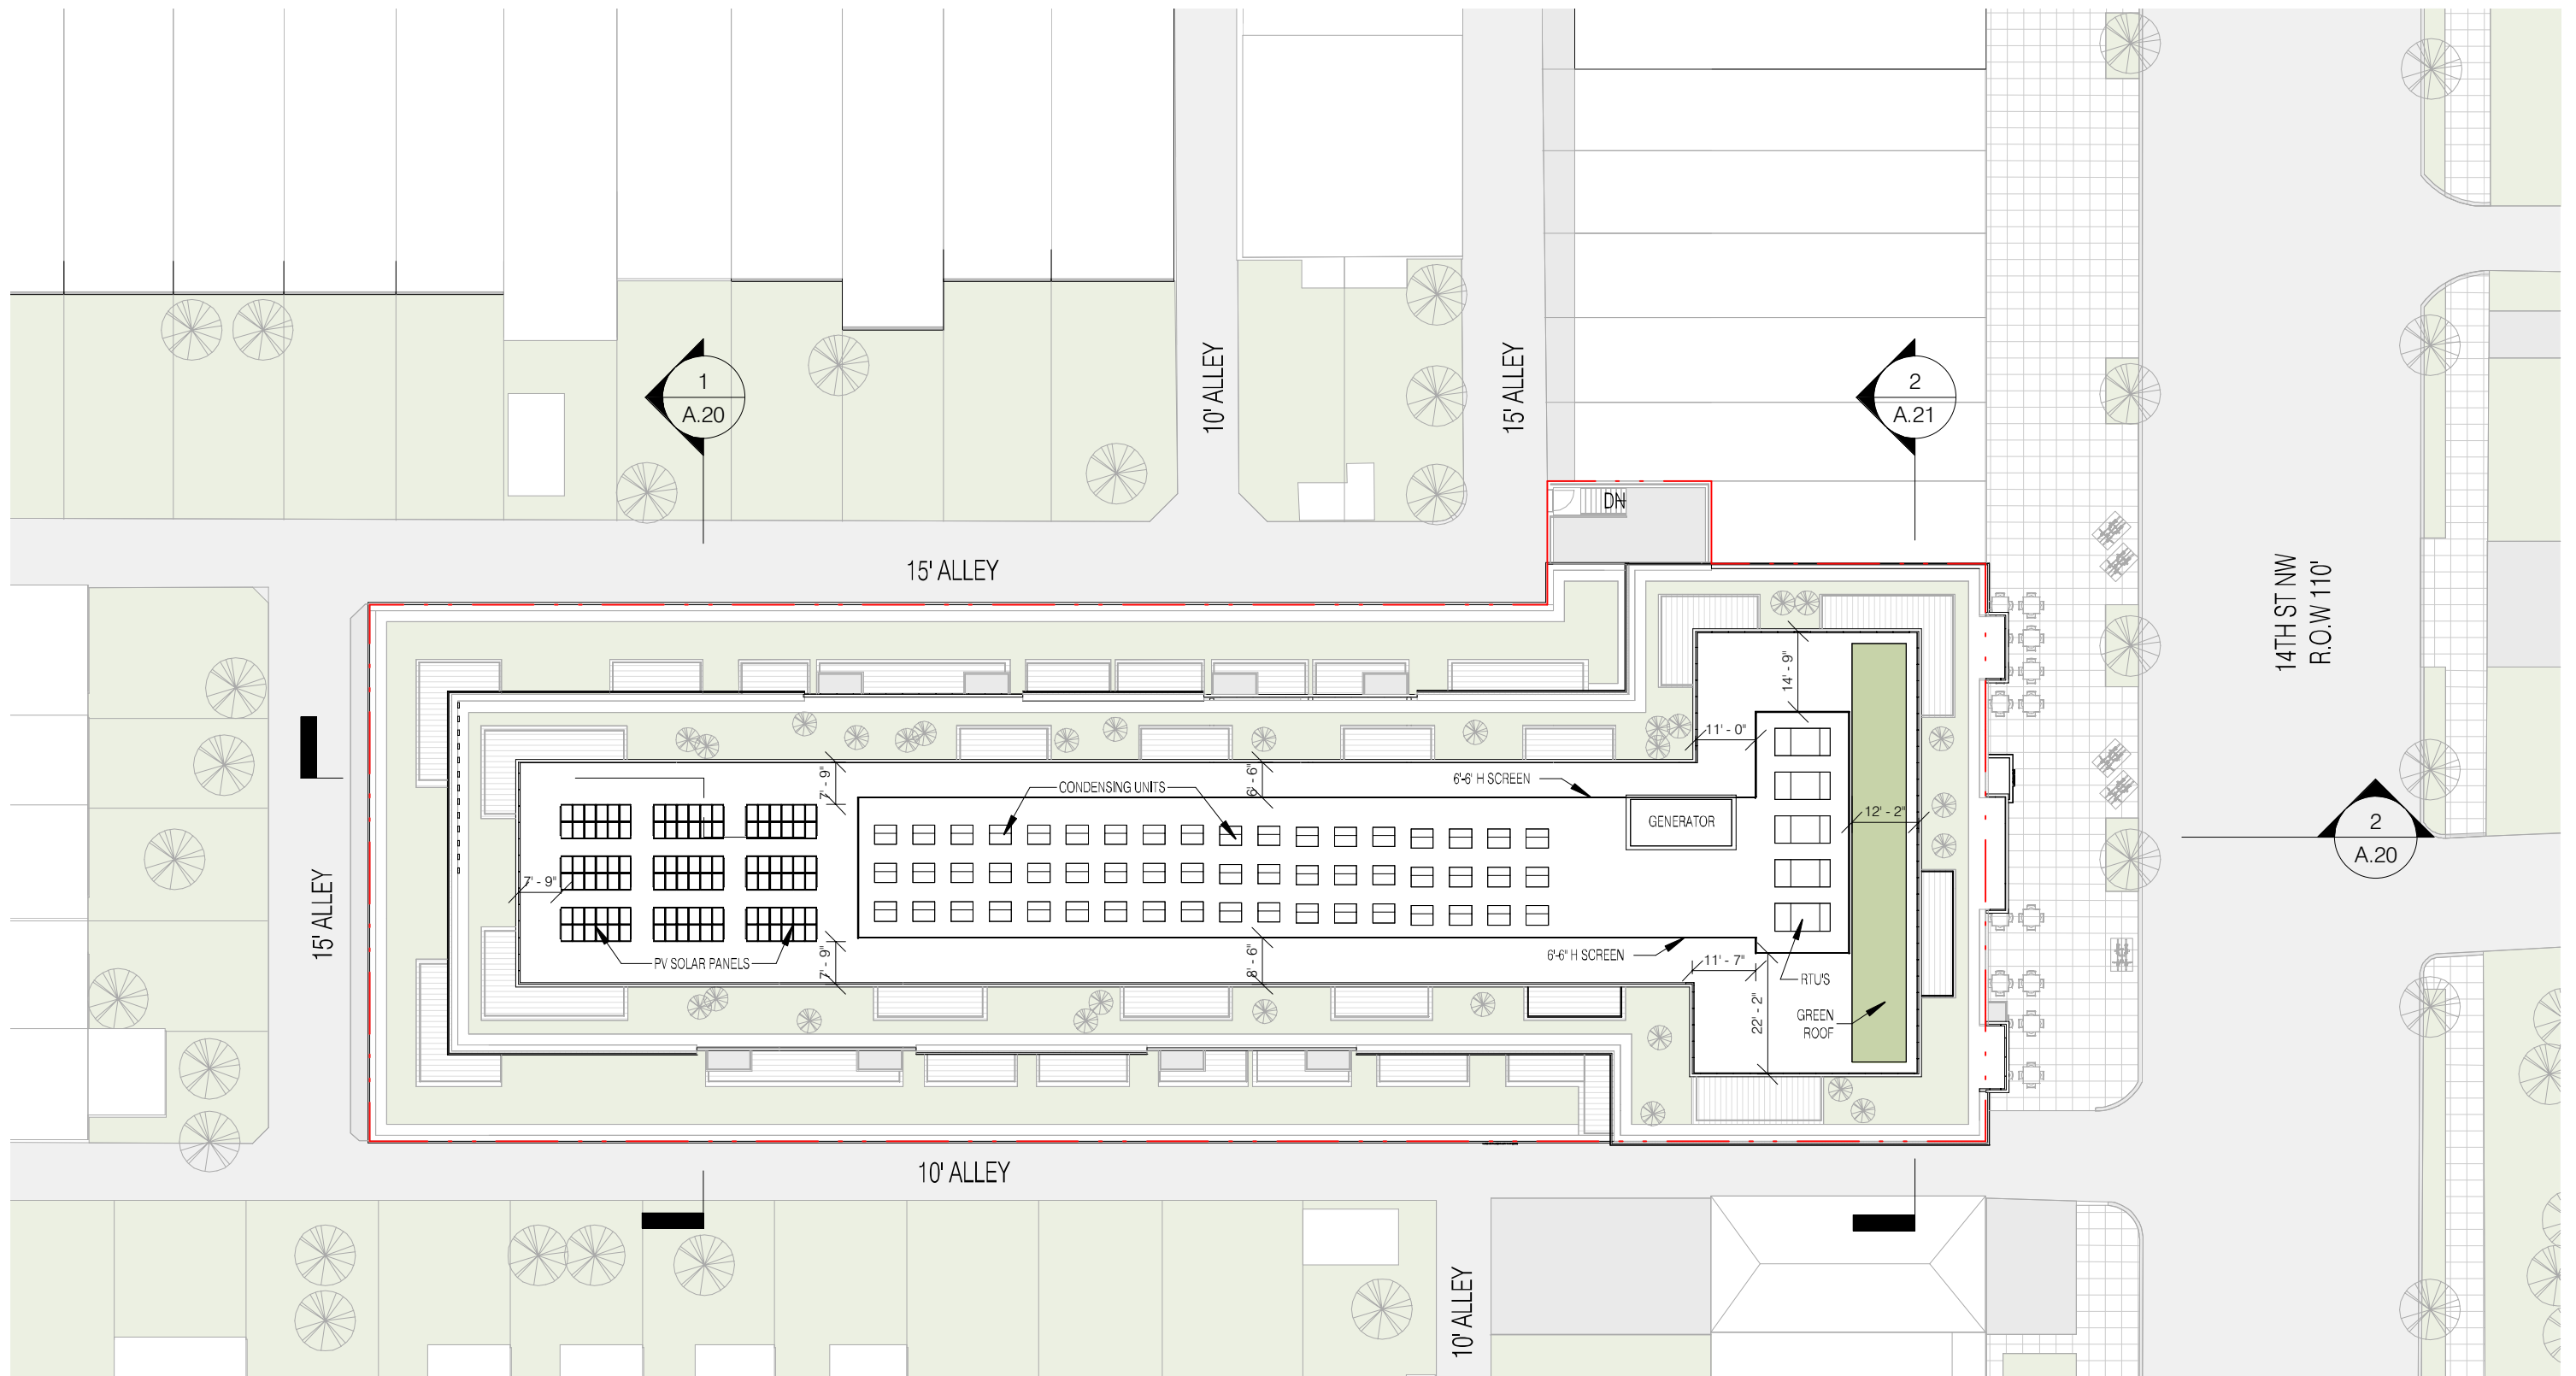 1
A.20
10' ALLEY
15' ALLEY
2
A.21
DN
15' ALLEY
14TH ST NW
R.O.W 110'
14' - 9"
11' - 0"
7' - 9"
6' - 6"
CONDENSING UNITS
6'-6' H SCREEN
GENERATOR
12' - 2"
2
A.20
7' - 9"
15' ALLEY
PV SOLAR PANELS
7' - 9"
8' - 6"
6'-6" H SCREEN
11' - 7"
RTU'S
22' - 2"
GREEN
ROOF
10' ALLEY
10' ALLEY